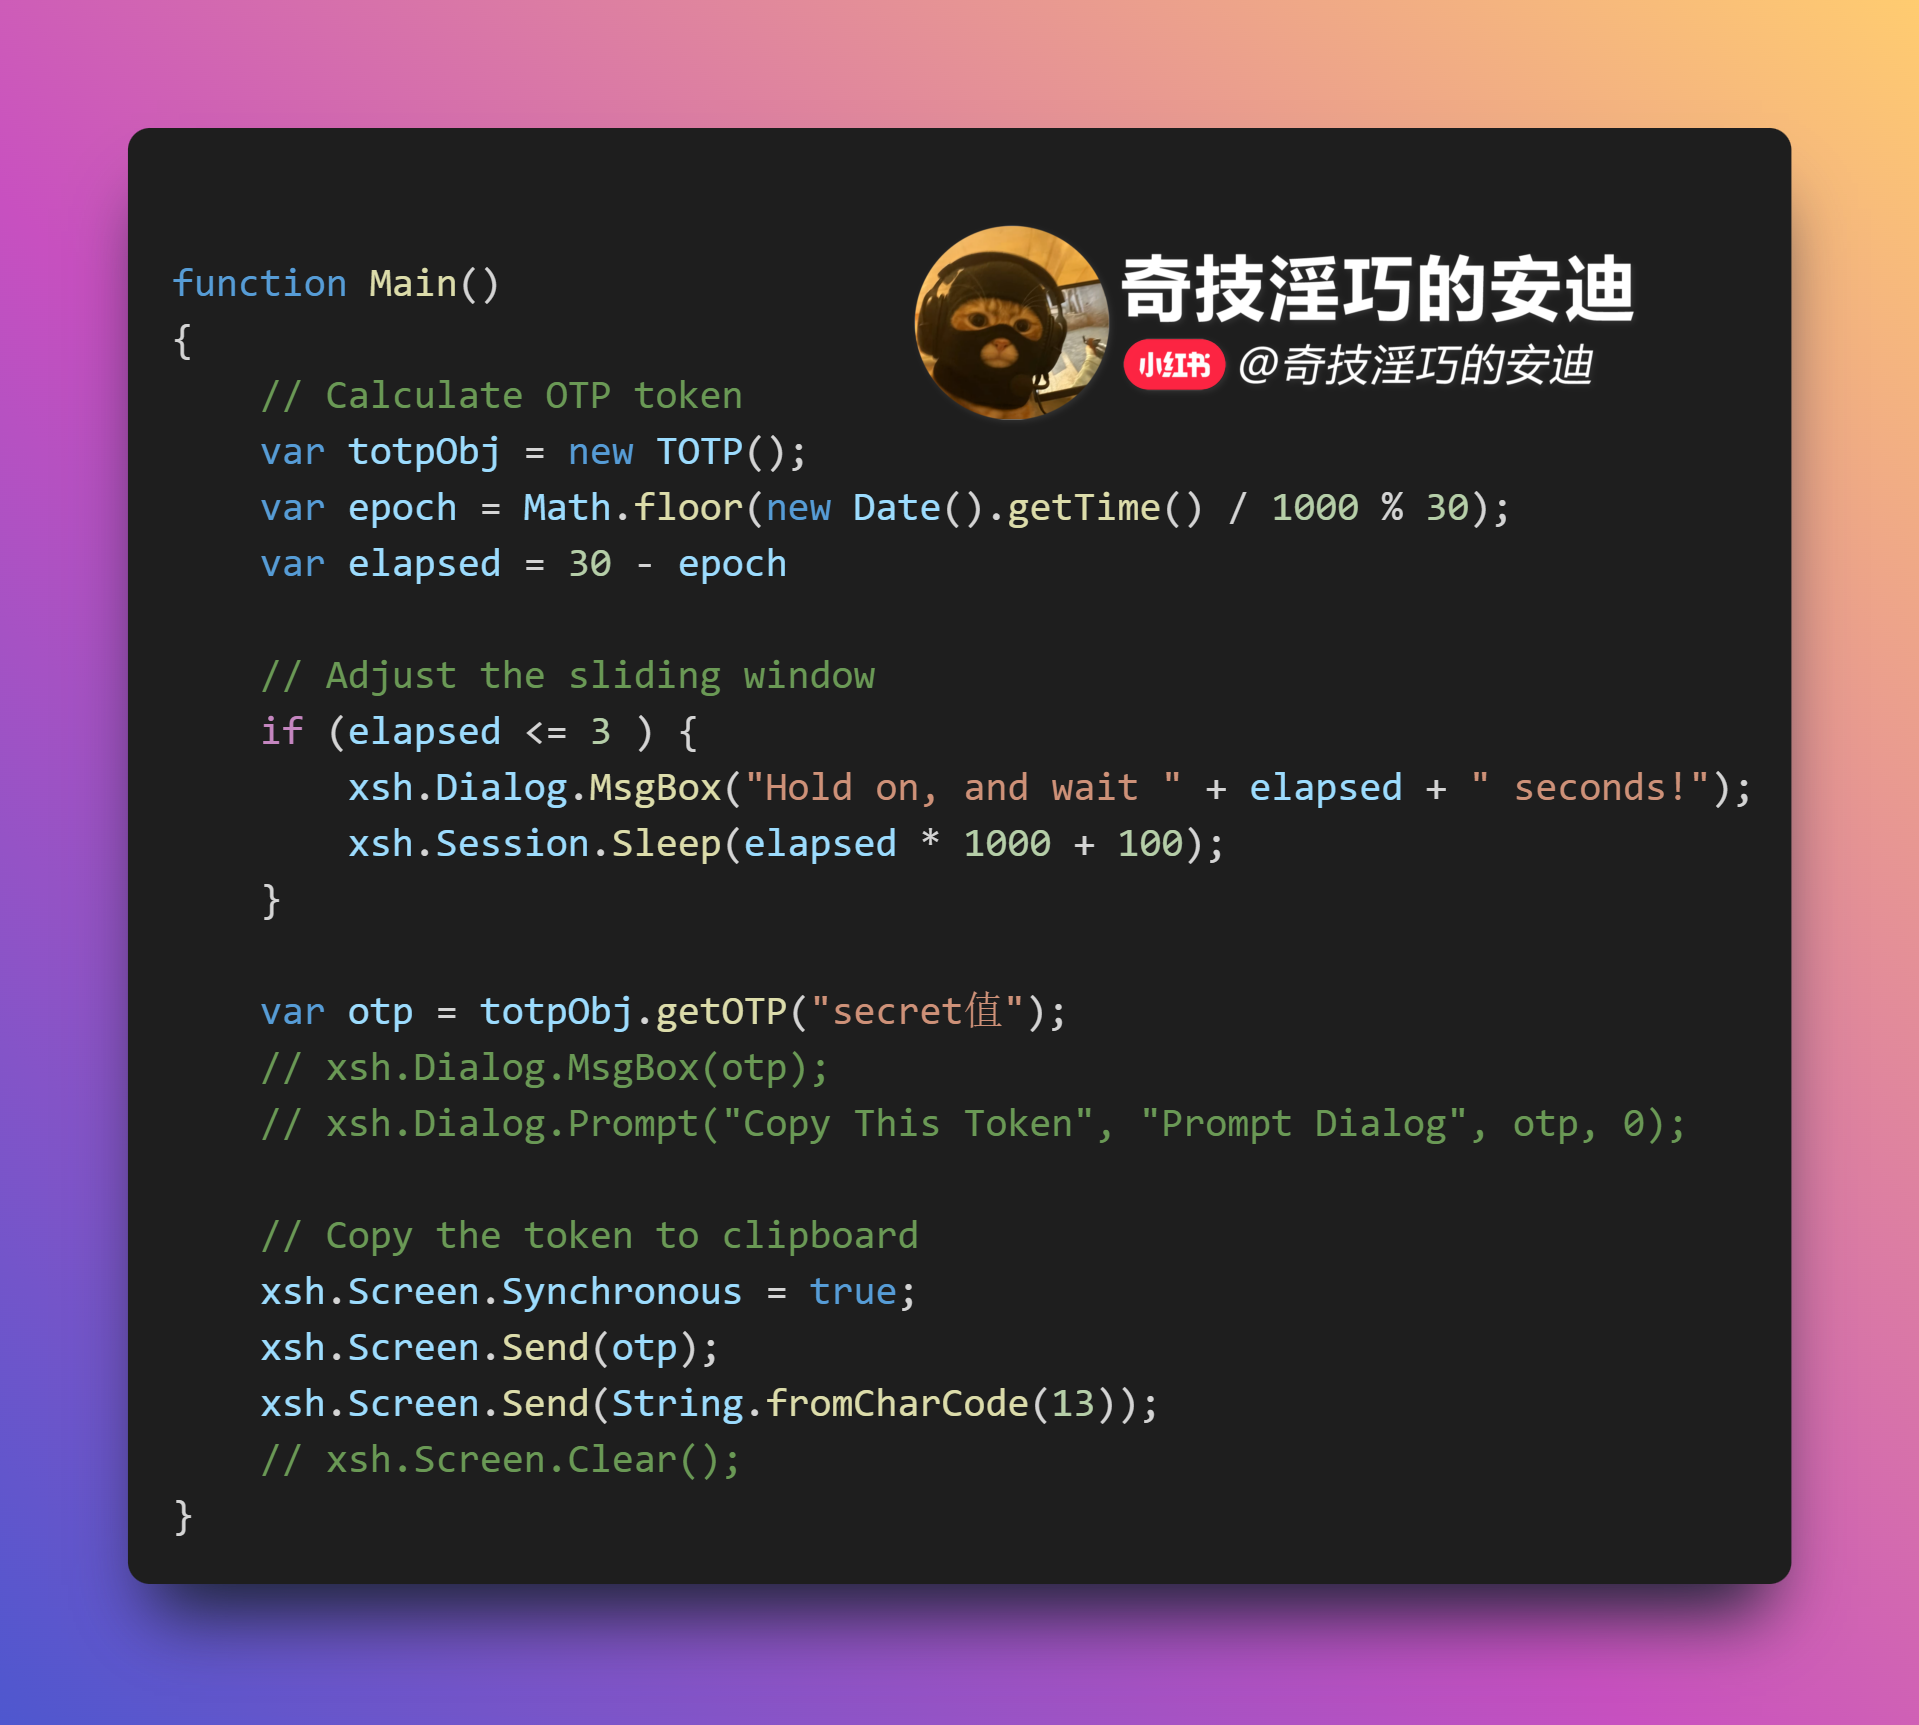 奇技淫巧的安迪
小红书 @奇技淫巧的安迪
function Main()
{
    // Calculate OTP token
    var totpObj = new TOTP();
    var epoch = Math.floor(new Date().getTime() / 1000 % 30);
    var elapsed = 30 - epoch

    // Adjust the sliding window
    if (elapsed <= 3 ) {
        xsh.Dialog.MsgBox("Hold on, and wait " + elapsed + " seconds!");
        xsh.Session.Sleep(elapsed * 1000 + 100);
    }

    var otp = totpObj.getOTP("secret值");
    // xsh.Dialog.MsgBox(otp);
    // xsh.Dialog.Prompt("Copy This Token", "Prompt Dialog", otp, 0);

    // Copy the token to clipboard
    xsh.Screen.Synchronous = true;
    xsh.Screen.Send(otp);
    xsh.Screen.Send(String.fromCharCode(13));
    // xsh.Screen.Clear();
}